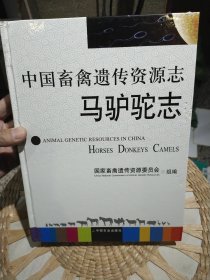 中国畜禽遗传资源志
马驴驼志
ANIMAL GENETIC RESOURCES IN CHINA
HORSES DONKEYS CAMELS
国家畜禽遗传资源委员会 组编
中国农业出版社